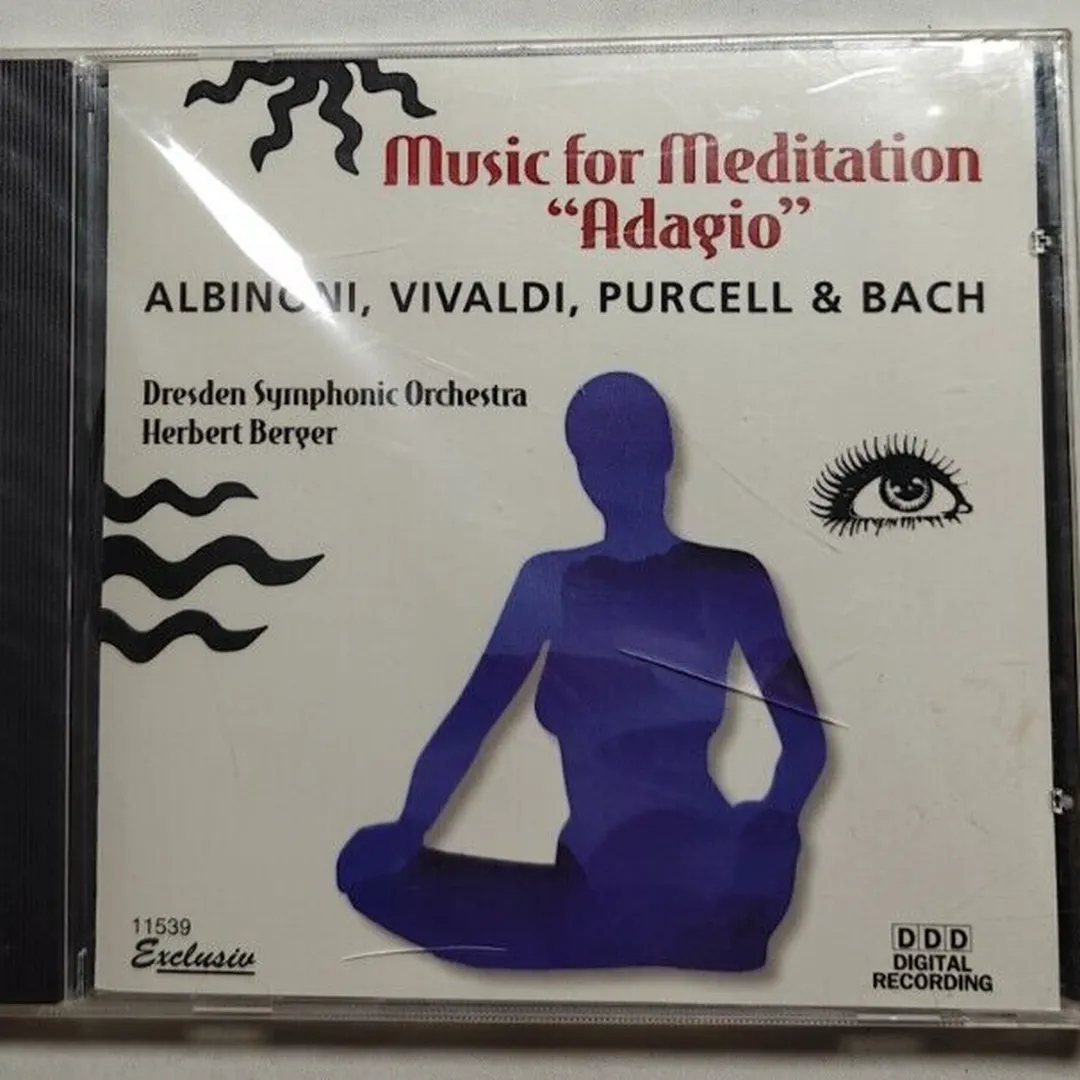 Music for Meditation
“Adagio”
ALBINONI, VIVALDI, PURCELL & BACH
Dresden Symphonic Orchestra
Herbert Berger
11539
Exclusiv
DDD
DIGITAL
RECORDING